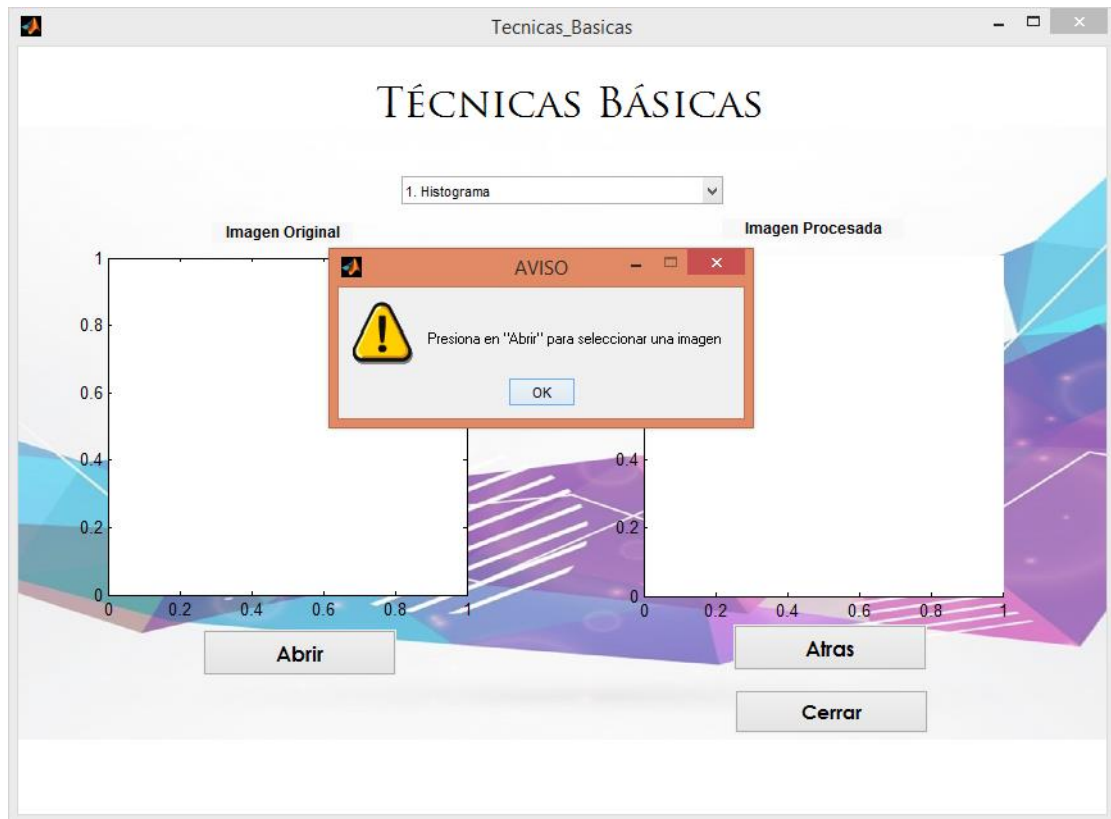 Tecnicas_Basicas
TÉCNICAS BÁSICAS
1. Histograma
Imagen Original
Imagen Procesada
AVISO
Presiona en "Abrir" para seleccionar una imagen
OK
1
0.8
0.6
0.4
0.2
0
0 0.2 0.4 0.6 0.8 1
0.4
0.2
0
0 0.2 0.4 0.6 0.8 1
Abrir
Atras
Cerrar